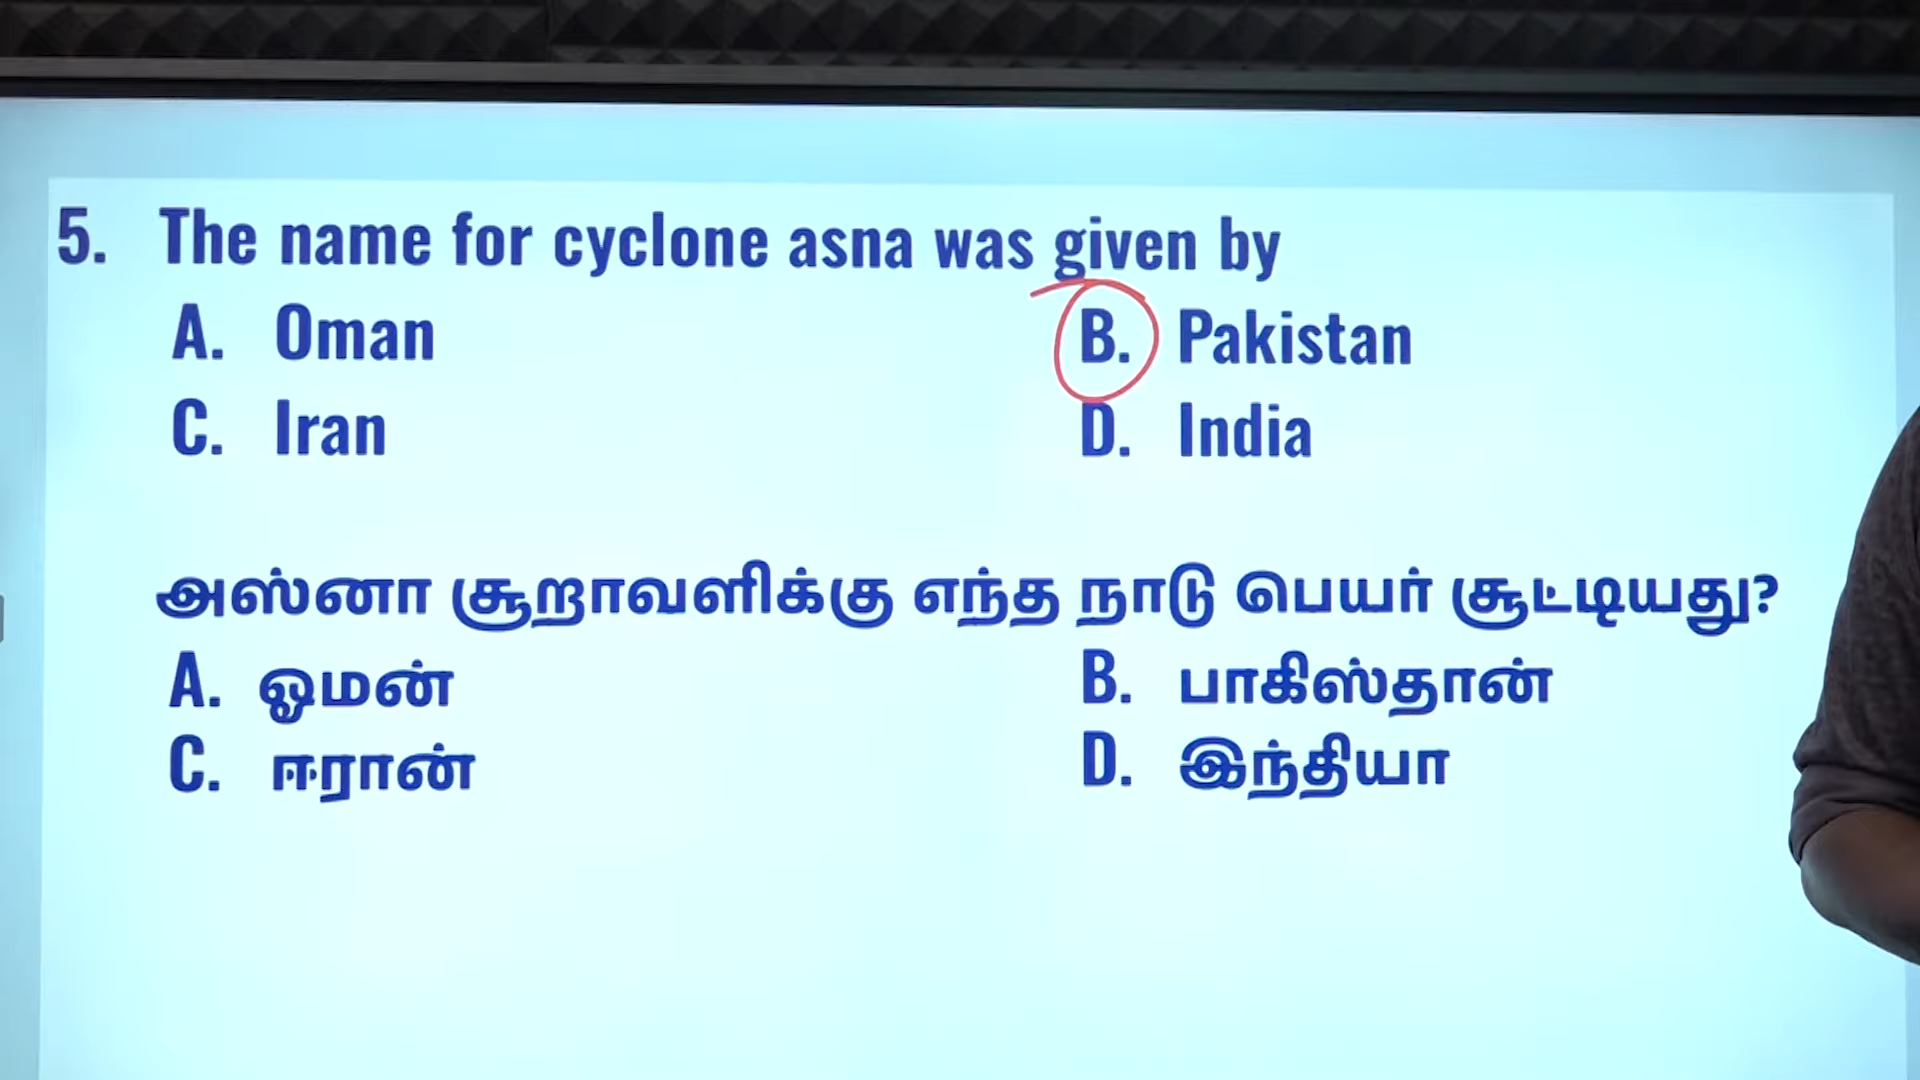 5. The name for cyclone asna was given by
A. Oman B. Pakistan
C. Iran D. India
அஸ்னா சூறாவளிக்கு எந்த நாடு பெயர் சூட்டியது?
A. ஓமன் B. பாகிஸ்தான்
C. ஈரான் D. இந்தியா